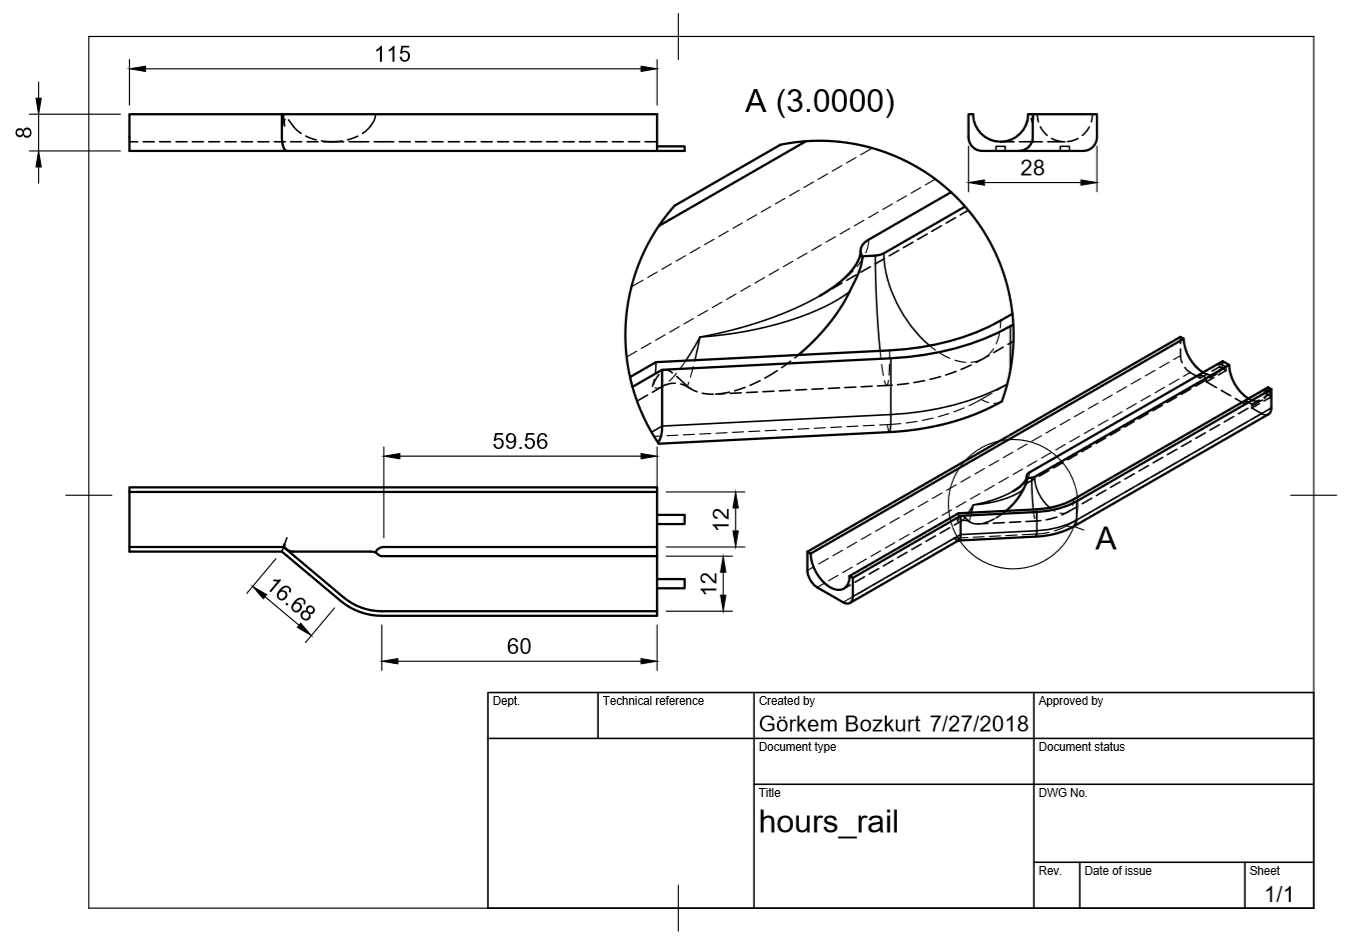 115
8
A (3.0000)
28
59.56
12
12
16.68
60
A
Dept.
Technical reference
Created by
Approved by
Görkem Bozkurt 7/27/2018
Document type
Document status
Title
DWG No.
hours_rail
Rev.
Date of issue
Sheet
1/1